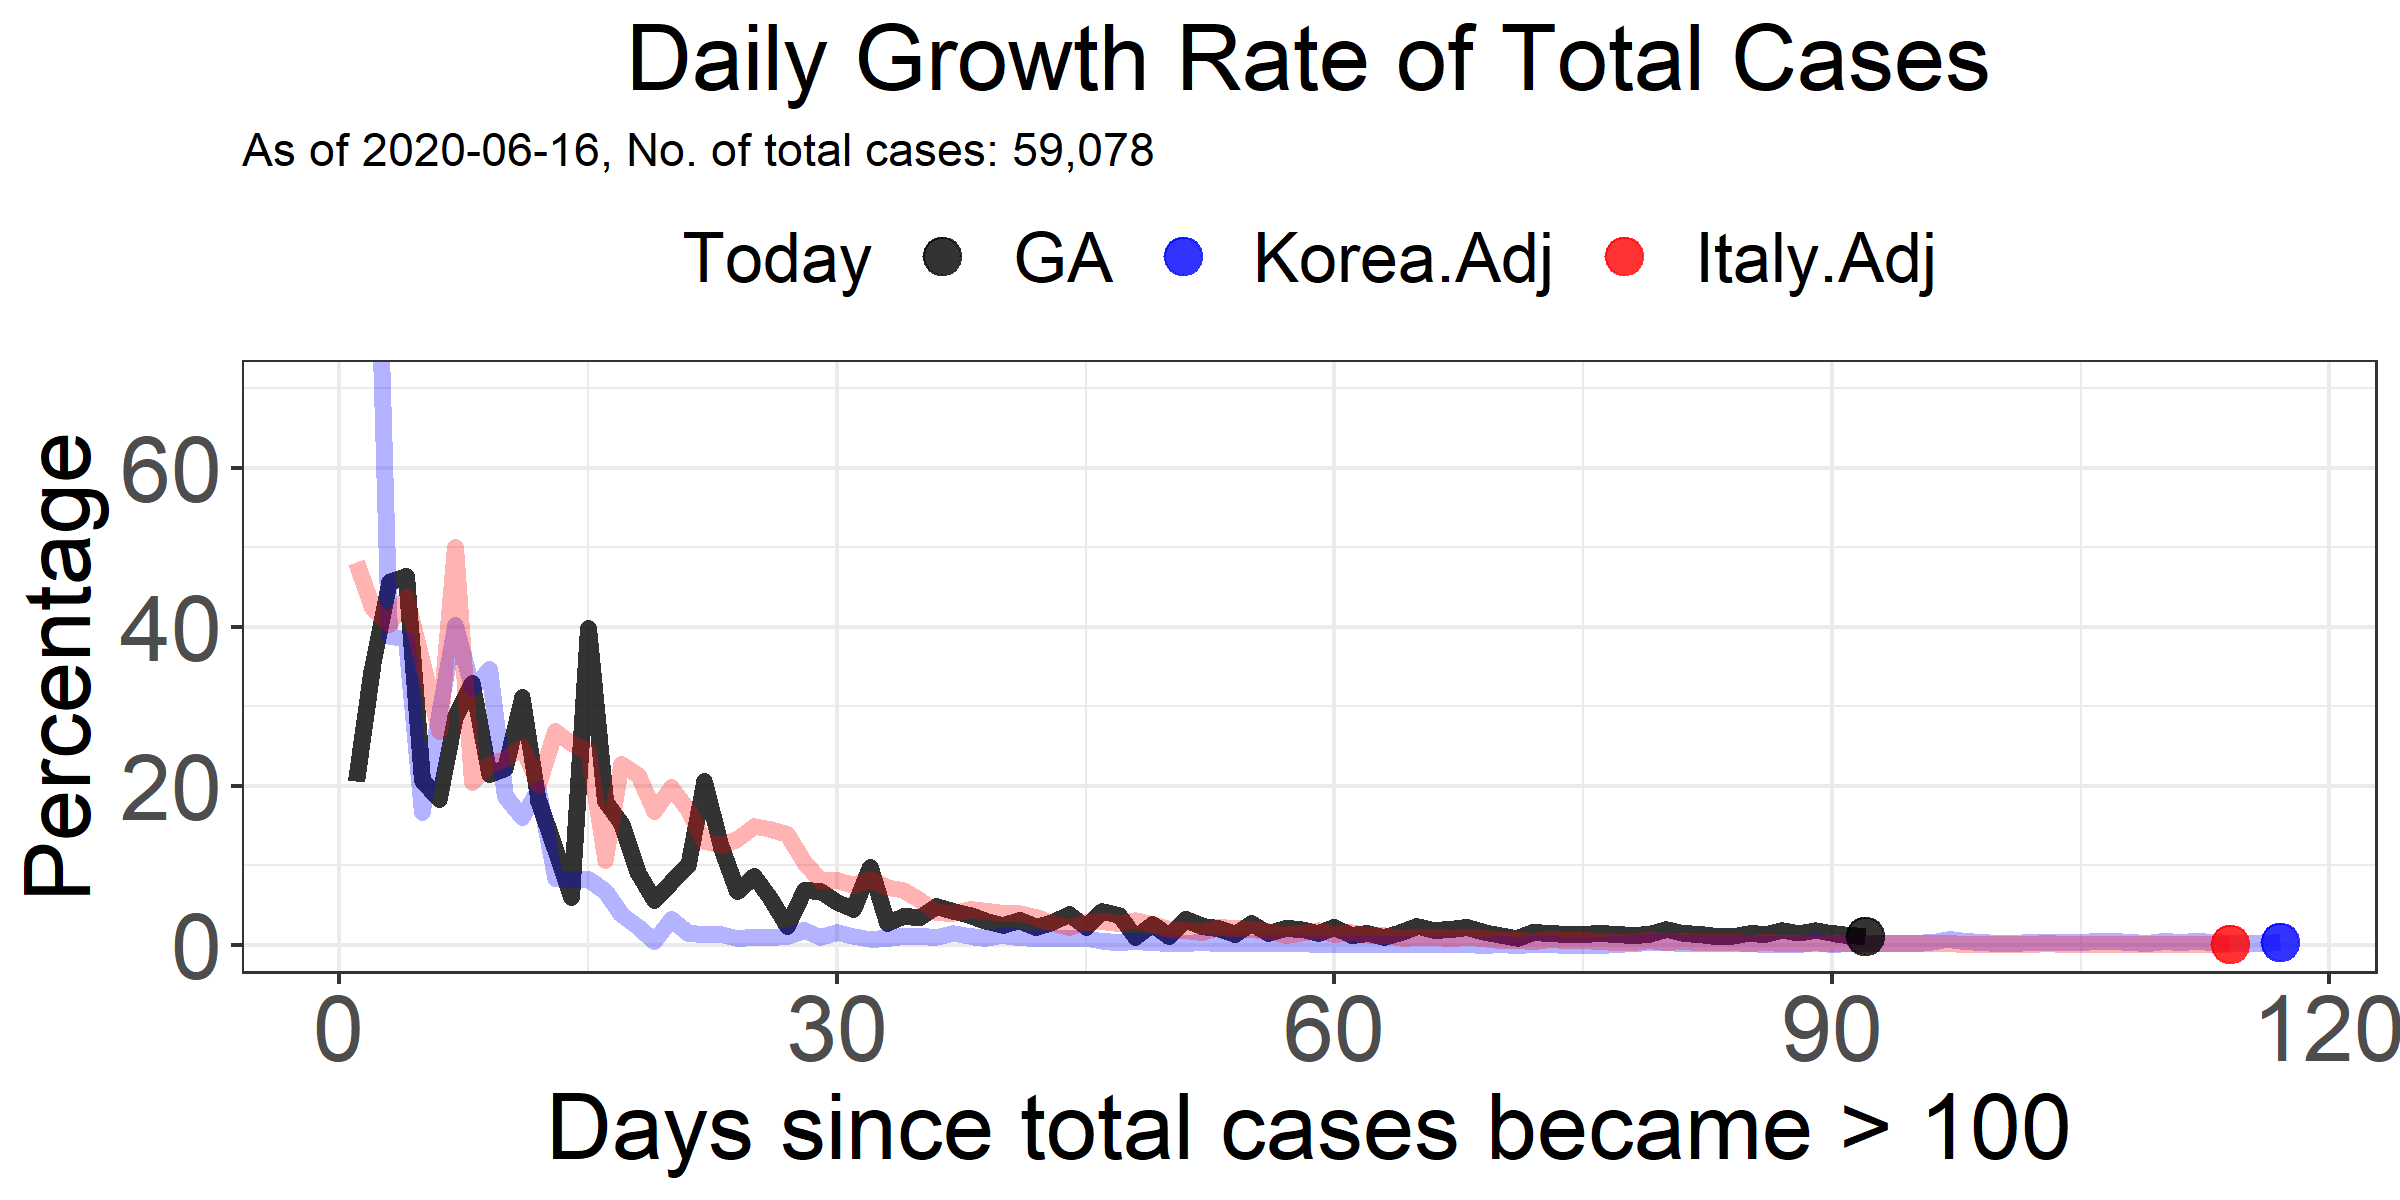 Daily Growth Rate of Total Cases
As of 2020-06-16, No. of total cases: 59,078
Today GA Korea.Adj Italy.Adj
Percentage
60
40
20
0
0 30 60 90 120
Days since total cases became > 100